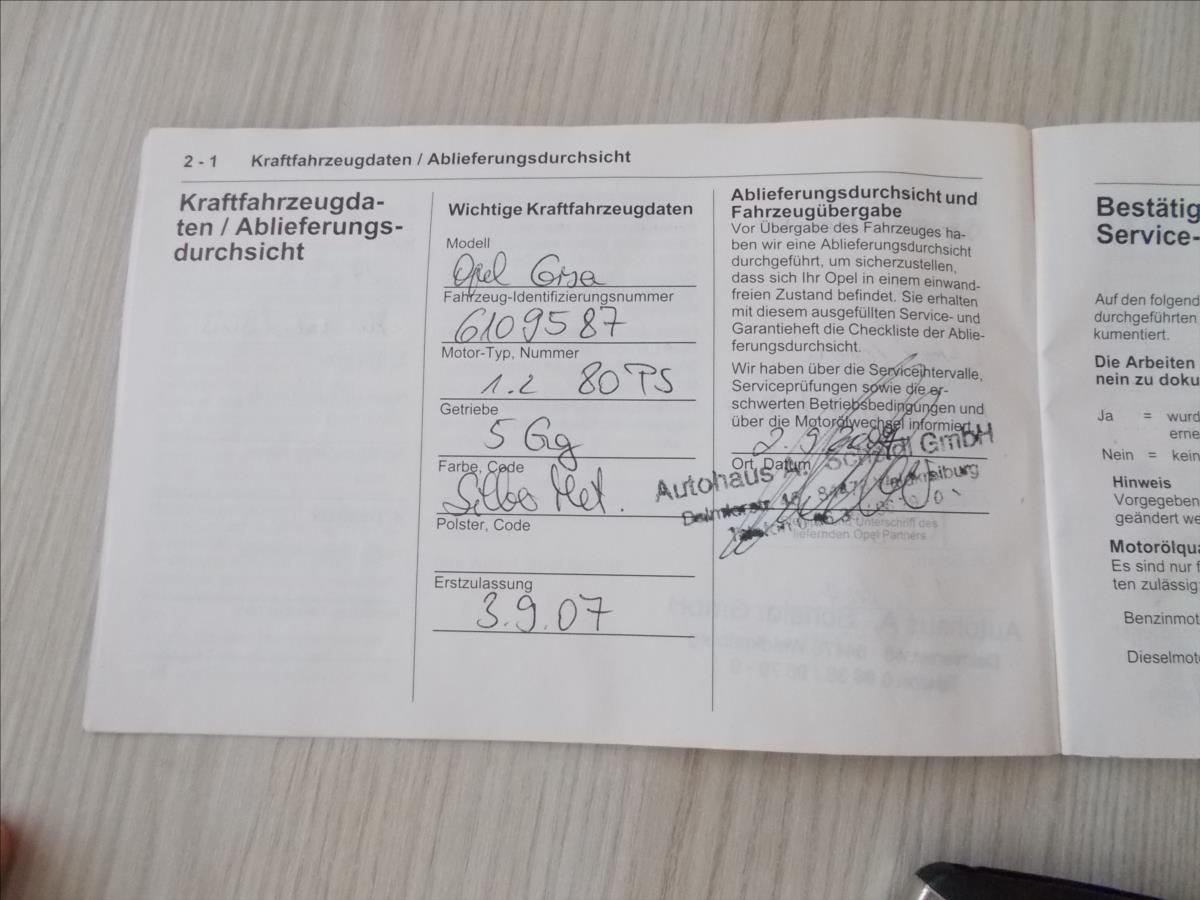 2 - 1 Kraftfahrzeugdaten / Ablieferungsdurchsicht
Kraftfahrzeugda-
ten / Ablieferungs-
durchsicht
Wichtige Kraftfahrzeugdaten
Modell
Opel Corsa
Fahrzeug-Identifizierungsnummer
6109587
Motor-Typ, Nummer
1.2 80 PS
Getriebe
5 Gg
Farbe, Code
Silber Met.
Polster, Code
Erstzulassung
3.9.07
Ablieferungsdurchsicht und
Fahrzeugübergabe
Vor Übergabe des Fahrzeuges ha-
ben wir eine Ablieferungsdurchsicht
durchgeführt, um sicherzustellen,
dass sich Ihr Opel in einem einwand-
freien Zustand befindet. Sie erhalten
mit diesem ausgefüllten Service- und
Garantieheft die Checkliste der Ablie-
ferungsdurchsicht.
Wir haben über die Serviceintervalle,
Serviceprüfungen sowie die er-
schwerten Betriebsbedingungen und
über die Motorölwechsel informiert.
2.9.2007
Ort, Datum
Autohaus A. GmbH
Unterschrift des
liefernden Opel Partners
Bestätig
Service-
Auf den folgend
durchgeführten
kumentiert.
Die Arbeiten
nein zu doku
Ja = wurd
erne
Nein = kein
Hinweis
Vorgegeben
geändert we
Motorölqua
Es sind nur f
ten zulässig
Benzinmot
Dieselmoto